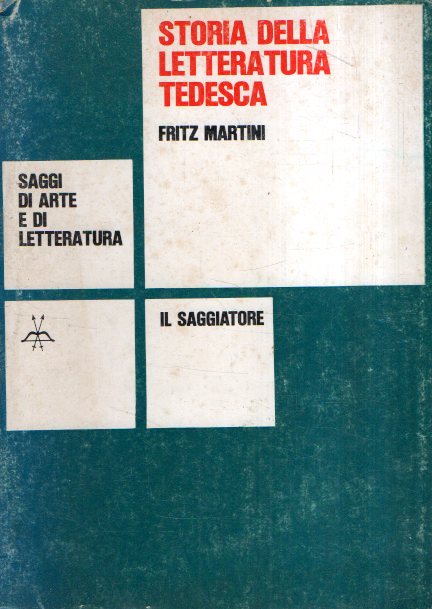 STORIA DELLA
LETTERATURA
TEDESCA
FRITZ MARTINI
SAGGI
DI ARTE
E DI
LETTERATURA
IL SAGGIATORE